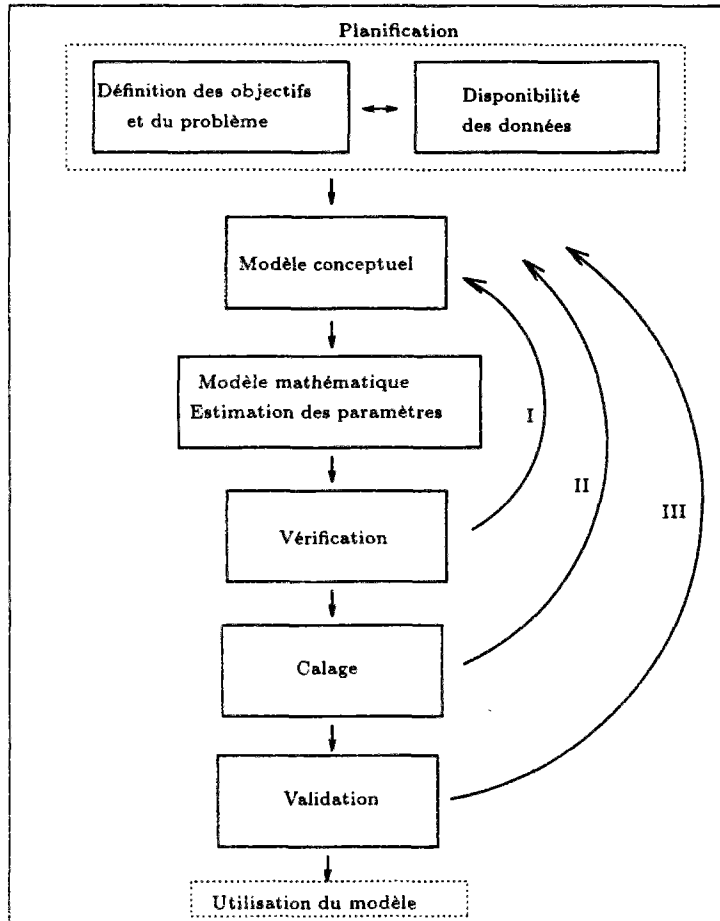 Planification
Définition des objectifs
et du problème
Disponibilité
des données
Modèle conceptuel
Modèle mathématique
Estimation des paramètres
I
II
III
Vérification
Calage
Validation
Utilisation du modèle